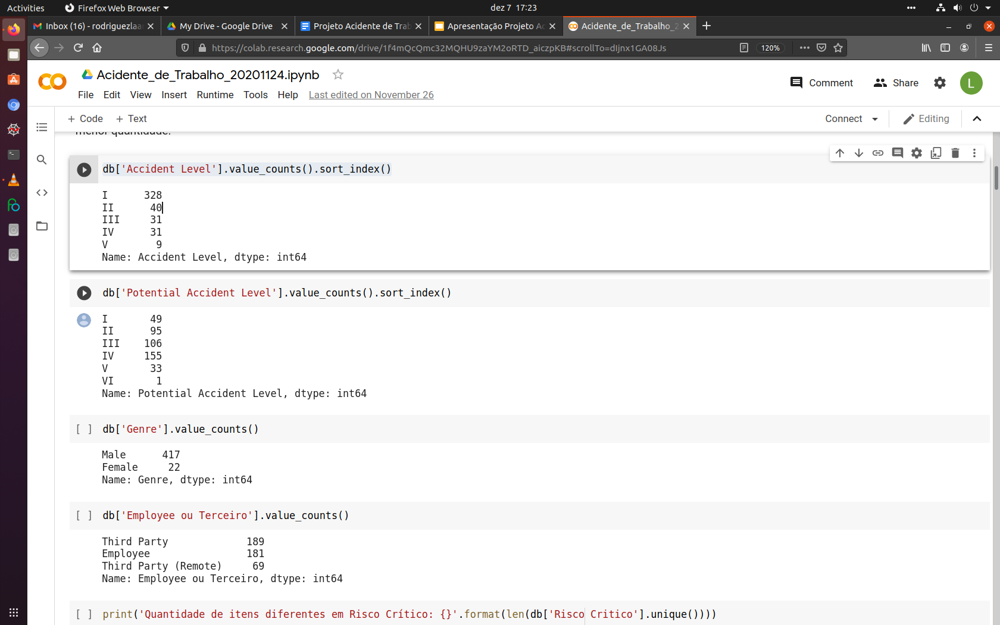 Activities Firefox Web Browser dez 7 17:23
Inbox (16) - rodriguezlaa My Drive - Google Drive Projeto Acidente de Trab Apresentação Projeto Ac Acidente_de_Trabalho_2
https://colab.research.google.com/drive/1f4mQcQmc32MQHU9zaYM2oRTD_aiczpKB#scrollTo=dljnx1GA08Js 120%
Acidente_de_Trabalho_20201124.ipynb
Comment Share L
File Edit View Insert Runtime Tools Help Last edited on November 26
+ Code + Text Connect Editing
menor quantidade.
db['Accident Level'].value_counts().sort_index()
I 328
II 40
III 31
IV 31
V 9
Name: Accident Level, dtype: int64
db['Potential Accident Level'].value_counts().sort_index()
I 49
II 95
III 106
IV 155
V 33
VI 1
Name: Potential Accident Level, dtype: int64
[ ] db['Genre'].value_counts()
Male 417
Female 22
Name: Genre, dtype: int64
[ ] db['Employee ou Terceiro'].value_counts()
Third Party 189
Employee 181
Third Party (Remote) 69
Name: Employee ou Terceiro, dtype: int64
[ ] print('Quantidade de itens diferentes em Risco Crítico: {}'.format(len(db['Risco Critico'].unique())))